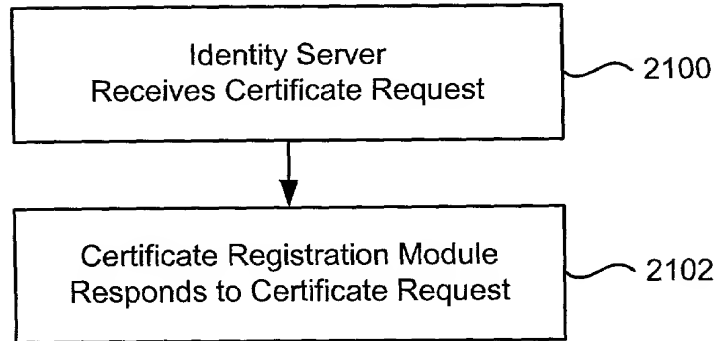 Identity Server
Receives Certificate Request
2100
Certificate Registration Module
Responds to Certificate Request
2102